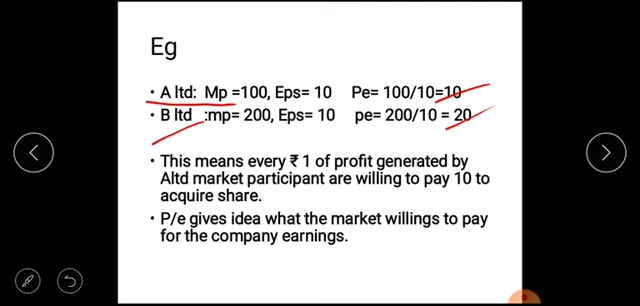 Eg
• A ltd: Mp =100, Eps= 10 Pe= 100/10=10
• B ltd :mp= 200, Eps= 10 pe= 200/10 = 20
• This means every ₹ 1 of profit generated by
Altd market participant are willing to pay 10 to
acquire share.
• P/e gives idea what the market willings to pay
for the company earnings.